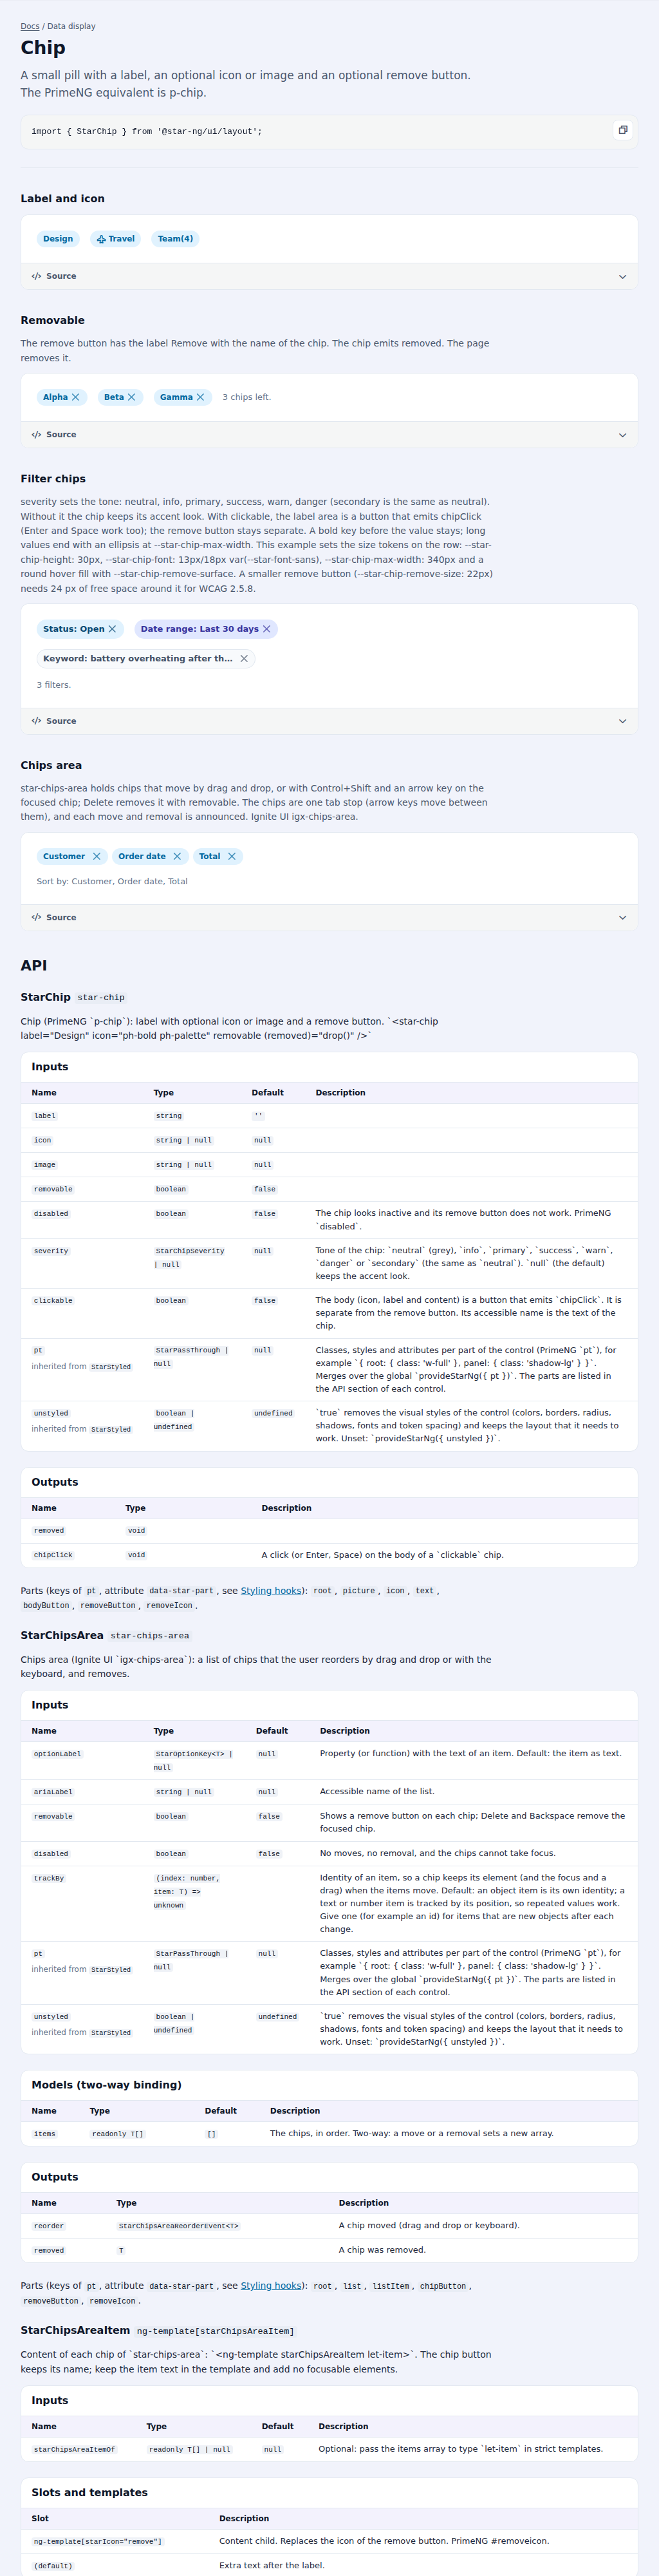 Docs / Data display
Chip
A small pill with a label, an optional icon or image and an optional remove button.
The PrimeNG equivalent is p-chip.
import { StarChip } from '@star-ng/ui/layout';
Label and icon
Design Travel Team(4)
Source
Removable
The remove button has the label Remove with the name of the chip. The chip emits removed. The page
removes it.
Alpha Beta Gamma 3 chips left.
Source
Filter chips
severity sets the tone: neutral, info, primary, success, warn, danger (secondary is the same as neutral).
Without it the chip keeps its accent look. With clickable, the label area is a button that emits chipClick
(Enter and Space work too); the remove button stays separate. A bold key before the value stays; long
values end with an ellipsis at --star-chip-max-width. This example sets the size tokens on the row: --star-
chip-height: 30px, --star-chip-font: 13px/18px var(--star-font-sans), --star-chip-max-width: 340px and a
round hover fill with --star-chip-remove-surface. A smaller remove button (--star-chip-remove-size: 22px)
needs 24 px of free space around it for WCAG 2.5.8.
Status: Open Date range: Last 30 days
Keyword: battery overheating after th…
3 filters.
Source
Chips area
star-chips-area holds chips that move by drag and drop, or with Control+Shift and an arrow key on the
focused chip; Delete removes it with removable. The chips are one tab stop (arrow keys move between
them), and each move and removal is announced. Ignite UI igx-chips-area.
Customer Order date Total
Sort by: Customer, Order date, Total
Source
API
StarChip star-chip
Chip (PrimeNG `p-chip`): label with optional icon or image and a remove button. `<star-chip
label="Design" icon="ph-bold ph-palette" removable (removed)="drop()" />`
Inputs
Name Type Default Description
label string ''
icon string | null null
image string | null null
removable boolean false
disabled boolean false The chip looks inactive and its remove button does not work. PrimeNG
`disabled`.
severity StarChipSeverity null Tone of the chip: `neutral` (grey), `info`, `primary`, `success`, `warn`,
| null `danger` or `secondary` (the same as `neutral`). `null` (the default)
keeps the accent look.
clickable boolean false The body (icon, label and content) is a button that emits `chipClick`. It is
separate from the remove button. Its accessible name is the text of the
chip.
pt StarPassThrough | null Classes, styles and attributes per part of the control (PrimeNG `pt`), for
inherited from StarStyled null example `{ root: { class: 'w-full' }, panel: { class: 'shadow-lg' } }`.
Merges over the global `provideStarNg({ pt })`. The parts are listed in
the API section of each control.
unstyled boolean | undefined `true` removes the visual styles of the control (colors, borders, radius,
inherited from StarStyled undefined shadows, fonts and token spacing) and keeps the layout that it needs to
work. Unset: `provideStarNg({ unstyled })`.
Outputs
Name Type Description
removed void
chipClick void A click (or Enter, Space) on the body of a `clickable` chip.
Parts (keys of pt, attribute data-star-part, see Styling hooks): root, picture, icon, text,
bodyButton, removeButton, removeIcon.
StarChipsArea star-chips-area
Chips area (Ignite UI `igx-chips-area`): a list of chips that the user reorders by drag and drop or with the
keyboard, and removes.
Inputs
Name Type Default Description
optionLabel StarOptionKey<T> | null Property (or function) with the text of an item. Default: the item as text.
null
ariaLabel string | null null Accessible name of the list.
removable boolean false Shows a remove button on each chip; Delete and Backspace remove the
focused chip.
disabled boolean false No moves, no removal, and the chips cannot take focus.
trackBy (index: number, Identity of an item, so a chip keeps its element (and the focus and a
item: T) => drag) when the items move. Default: an object item is its own identity; a
unknown text or number item is tracked by its position, so repeated values work.
Give one (for example an id) for items that are new objects after each
change.
pt StarPassThrough | null Classes, styles and attributes per part of the control (PrimeNG `pt`), for
inherited from StarStyled null example `{ root: { class: 'w-full' }, panel: { class: 'shadow-lg' } }`.
Merges over the global `provideStarNg({ pt })`. The parts are listed in
the API section of each control.
unstyled boolean | undefined `true` removes the visual styles of the control (colors, borders, radius,
inherited from StarStyled undefined shadows, fonts and token spacing) and keeps the layout that it needs to
work. Unset: `provideStarNg({ unstyled })`.
Models (two-way binding)
Name Type Default Description
items readonly T[] [] The chips, in order. Two-way: a move or a removal sets a new array.
Outputs
Name Type Description
reorder StarChipsAreaReorderEvent<T> A chip moved (drag and drop or keyboard).
removed T A chip was removed.
Parts (keys of pt, attribute data-star-part, see Styling hooks): root, list, listItem, chipButton,
removeButton, removeIcon.
StarChipsAreaItem ng-template[starChipsAreaItem]
Content of each chip of `star-chips-area`: `<ng-template starChipsAreaItem let-item>`. The chip button
keeps its name; keep the item text in the template and add no focusable elements.
Inputs
Name Type Default Description
starChipsAreaItemOf readonly T[] | null null Optional: pass the items array to type `let-item` in strict templates.
Slots and templates
Slot Description
ng-template[starIcon="remove"] Content child. Replaces the icon of the remove button. PrimeNG #removeicon.
(default) Extra text after the label.